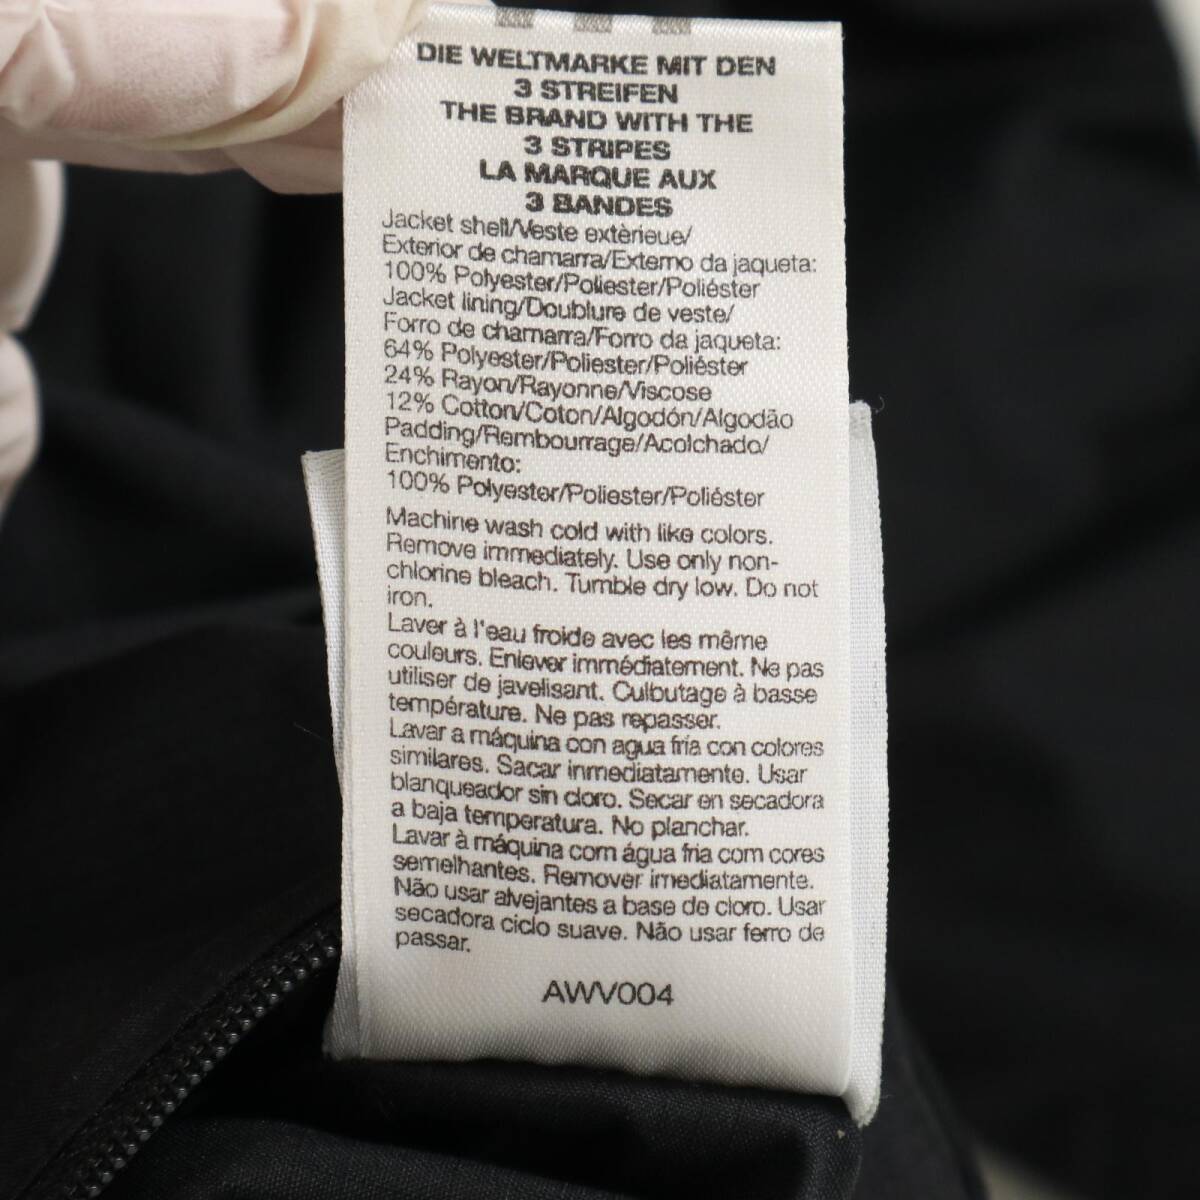 DIE WELTMARKE MIT DEN
3 STREIFEN
THE BRAND WITH THE
3 STRIPES
LA MARQUE AUX
3 BANDES
Jacket shell/Veste extèrieue/
Exterior de chamarra/Externo da jaqueta:
100% Polyester/Poliester/Poliéster
Jacket lining/Doublure de veste/
Forro de chamarra/Forro da jaqueta:
64% Polyester/Poliester/Poliéster
24% Rayon/Rayonne/Viscose
12% Cotton/Coton/Algodón/Algodão
Padding/Rembourrage/Acolchado/
Enchimento:
100% Polyester/Poliester/Poliéster
Machine wash cold with like colors.
Remove immediately. Use only non-
chlorine bleach. Tumble dry low. Do not
iron.
Laver à l'eau froide avec les même
couleurs. Enlever immédiatement. Ne pas
utiliser de javelisant. Culbutage à basse
température. Ne pas repasser.
Lavar a máquina con agua fría con colores
similares. Sacar inmediatamente. Usar
blanqueador sin cloro. Secar en secadora
a baja temperatura. No planchar.
Lavar à máquina com água fria com cores
semelhantes. Remover imediatamente.
Não usar alvejantes a base de cloro. Usar
secadora ciclo suave. Não usar ferro de
passar.
AWV004